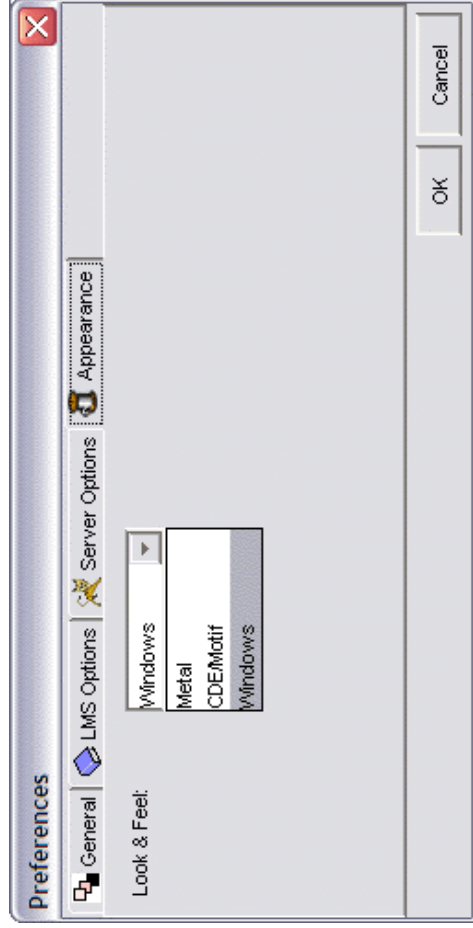 Preferences
General LMS Options Server Options Appearance
Look & Feel: Windows
Metal
CDE/Motif
Windows
OK Cancel